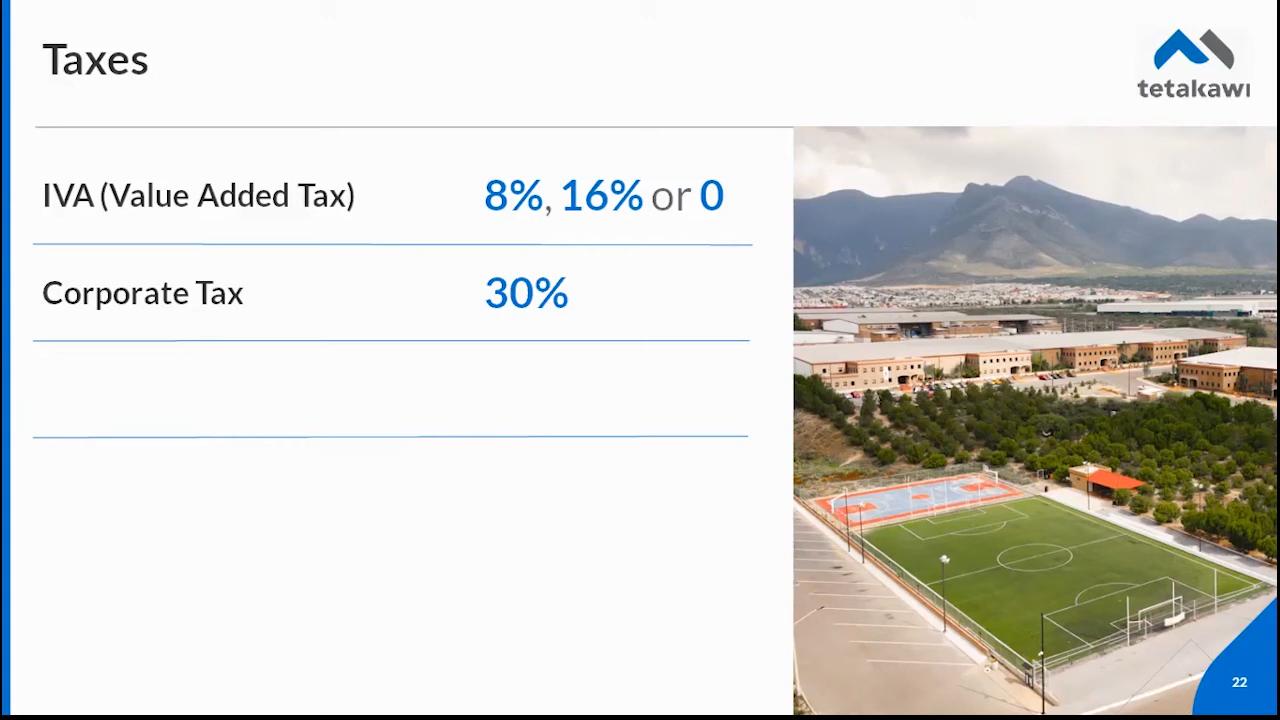 Taxes
tetakawi
IVA (Value Added Tax) 8%, 16% or 0
Corporate Tax 30%
22